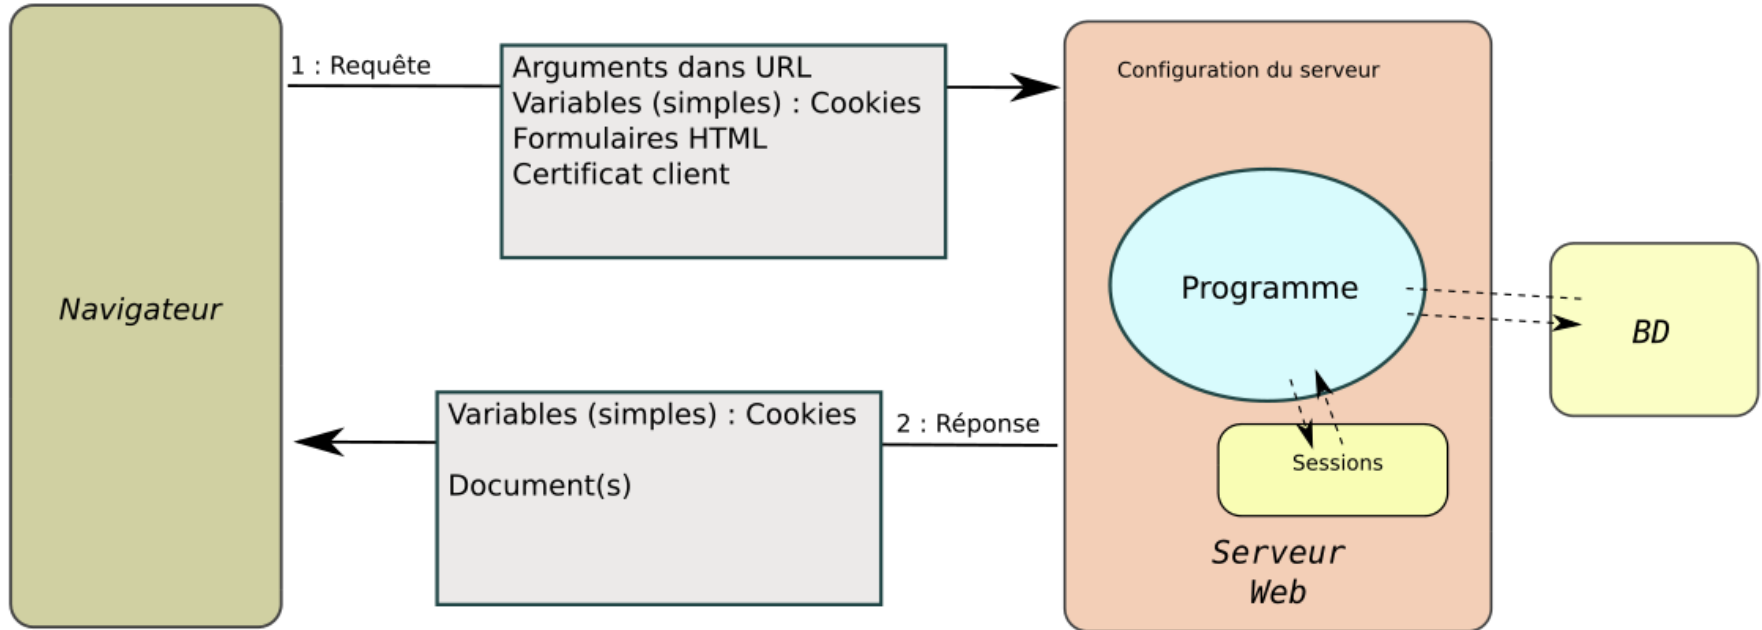 1 : Requête
Arguments dans URL
Variables (simples) : Cookies
Formulaires HTML
Certificat client
Configuration du serveur
Navigateur
Programme
BD
Variables (simples) : Cookies
Document(s)
2 : Réponse
Sessions
Serveur
Web